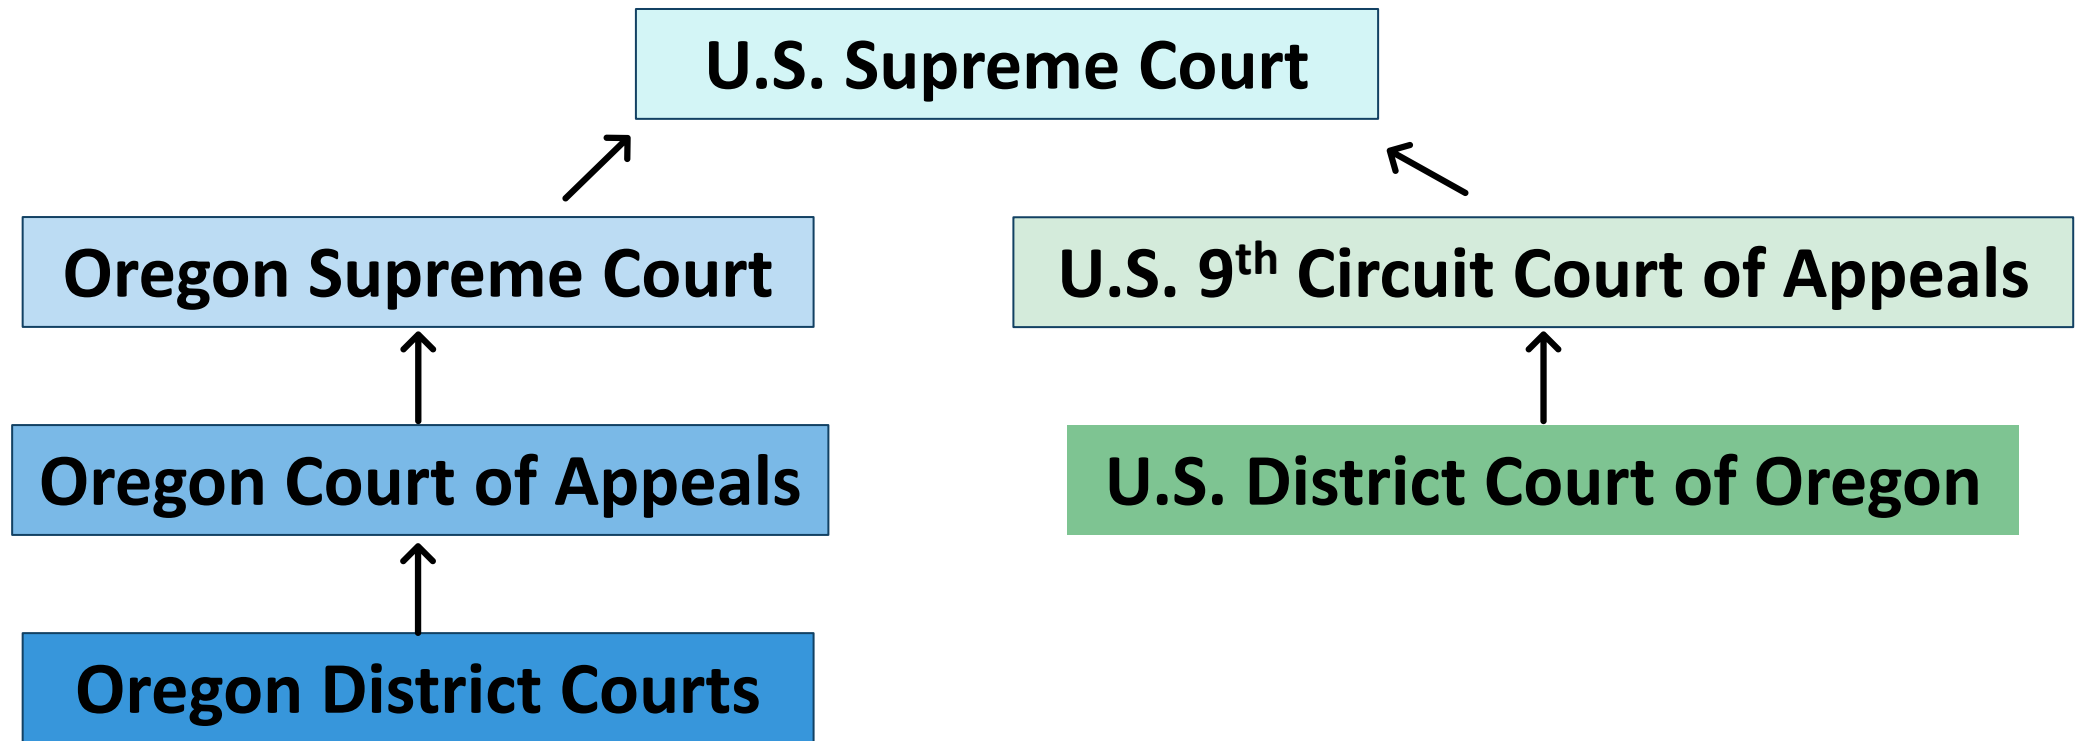 U.S. Supreme Court
Oregon Supreme Court
U.S. 9th Circuit Court of Appeals
Oregon Court of Appeals
U.S. District Court of Oregon
Oregon District Courts